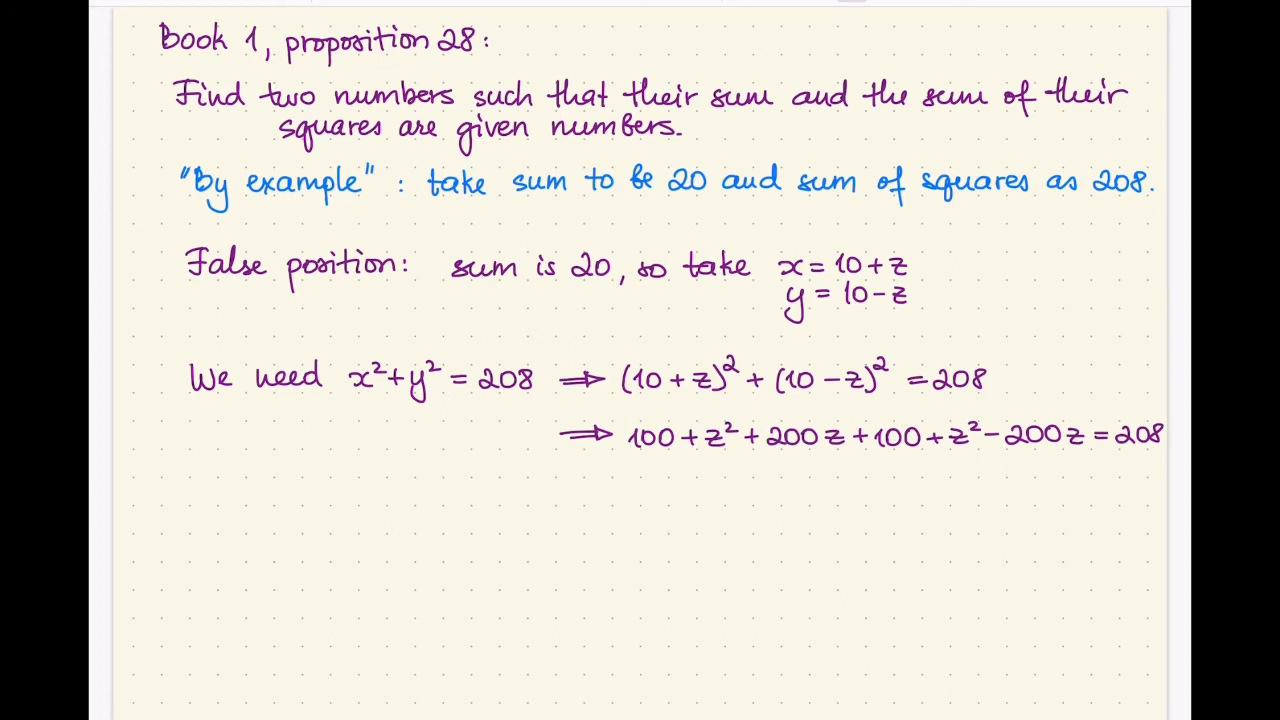 Book 1, proposition 28:
Find two numbers such that their sum and the sum of their
squares are given numbers.
"By example" : take sum to be 20 and sum of squares as 208.
False position: sum is 20, so take x = 10 + z
y = 10 - z
We need x² + y² = 208 ⟹ (10 + z)² + (10 - z)² = 208
⟹ 100 + z² + 200z + 100 + z² - 200z = 208